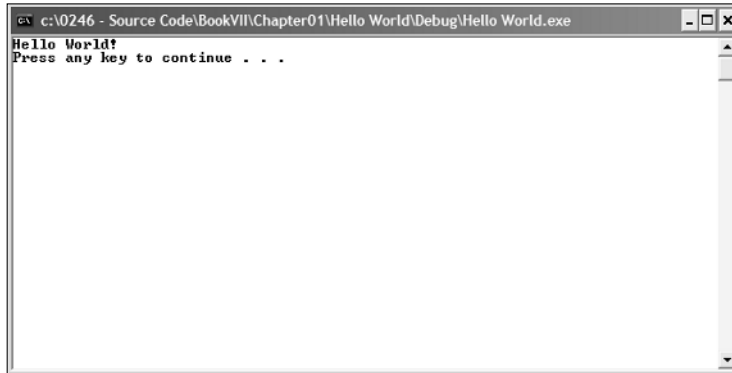 c:\0246 - Source Code\BookVII\Chapter01\Hello World\Debug\Hello World.exe
Hello World!
Press any key to continue . . .